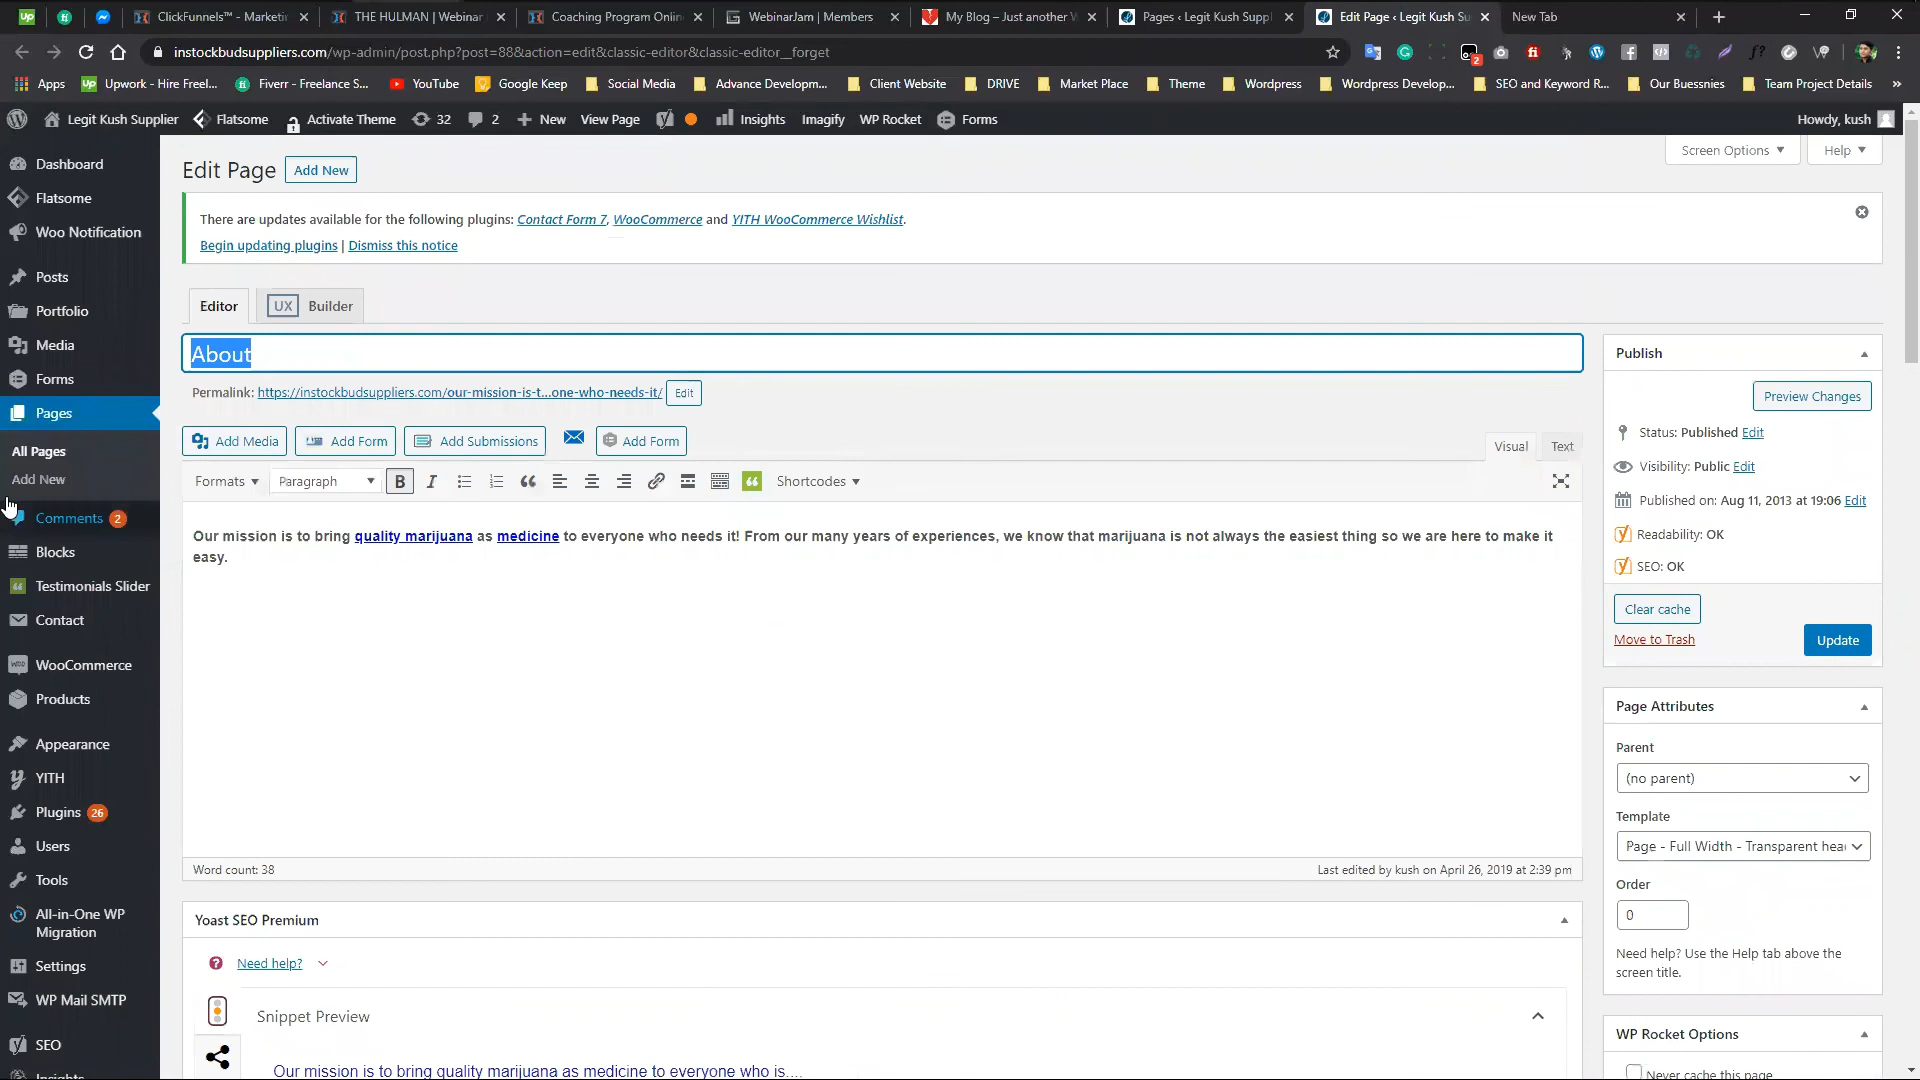 ClickFunnels™ - Marketi
THE HULMAN | Webinar
Coaching Program Onlin
WebinarJam | Members
My Blog – Just another
Pages ‹ Legit Kush Suppl
Edit Page ‹ Legit Kush Su
New Tab
instockbudsuppliers.com/wp-admin/post.php?post=88&action=edit&classic-editor&classic-editor__forget
2
Apps
Up Upwork - Hire Freel...
fi Fiverr - Freelance S...
YouTube
Google Keep
Social Media
Advance Developm...
Client Website
DRIVE
Market Place
Theme
Wordpress
Wordpress Develop...
SEO and Keyword R...
Our Buessnies
Team Project Details
»
Legit Kush Supplier
Flatsome
Activate Theme
32
2
New
View Page
Insights
Imagify
WP Rocket
Forms
Howdy, kush
Dashboard
Flatsome
Woo Notification
Posts
Portfolio
Media
Forms
Pages
All Pages
Add New
Comments 2
Blocks
Testimonials Slider
Contact
WooCommerce
Products
Appearance
YITH
Plugins 26
Users
Tools
All-in-One WP
Migration
Settings
WP Mail SMTP
SEO
Insights
Screen Options
Help
Edit Page Add New
There are updates available for the following plugins: Contact Form 7, WooCommerce and YITH WooCommerce Wishlist.
Begin updating plugins | Dismiss this notice
Editor
UX Builder
About
Permalink: https://instockbudsuppliers.com/our-mission-is-t...one-who-needs-it/ Edit
Add Media
Add Form
Add Submissions
Add Form
Visual
Text
Formats
Paragraph
B
I
Shortcodes
Our mission is to bring quality marijuana as medicine to everyone who needs it! From our many years of experiences, we know that marijuana is not always the easiest thing so we are here to make it
easy.
Word count: 38
Last edited by kush on April 26, 2019 at 2:39 pm
Yoast SEO Premium
Need help?
Snippet Preview
Our mission is to bring quality marijuana as medicine to everyone who is....
Publish
Preview Changes
Status: Published Edit
Visibility: Public Edit
Published on: Aug 11, 2013 at 19:06 Edit
Readability: OK
SEO: OK
Clear cache
Move to Trash
Update
Page Attributes
Parent
(no parent)
Template
Page - Full Width - Transparent hea
Order
0
Need help? Use the Help tab above the
screen title.
WP Rocket Options
Never cache this page